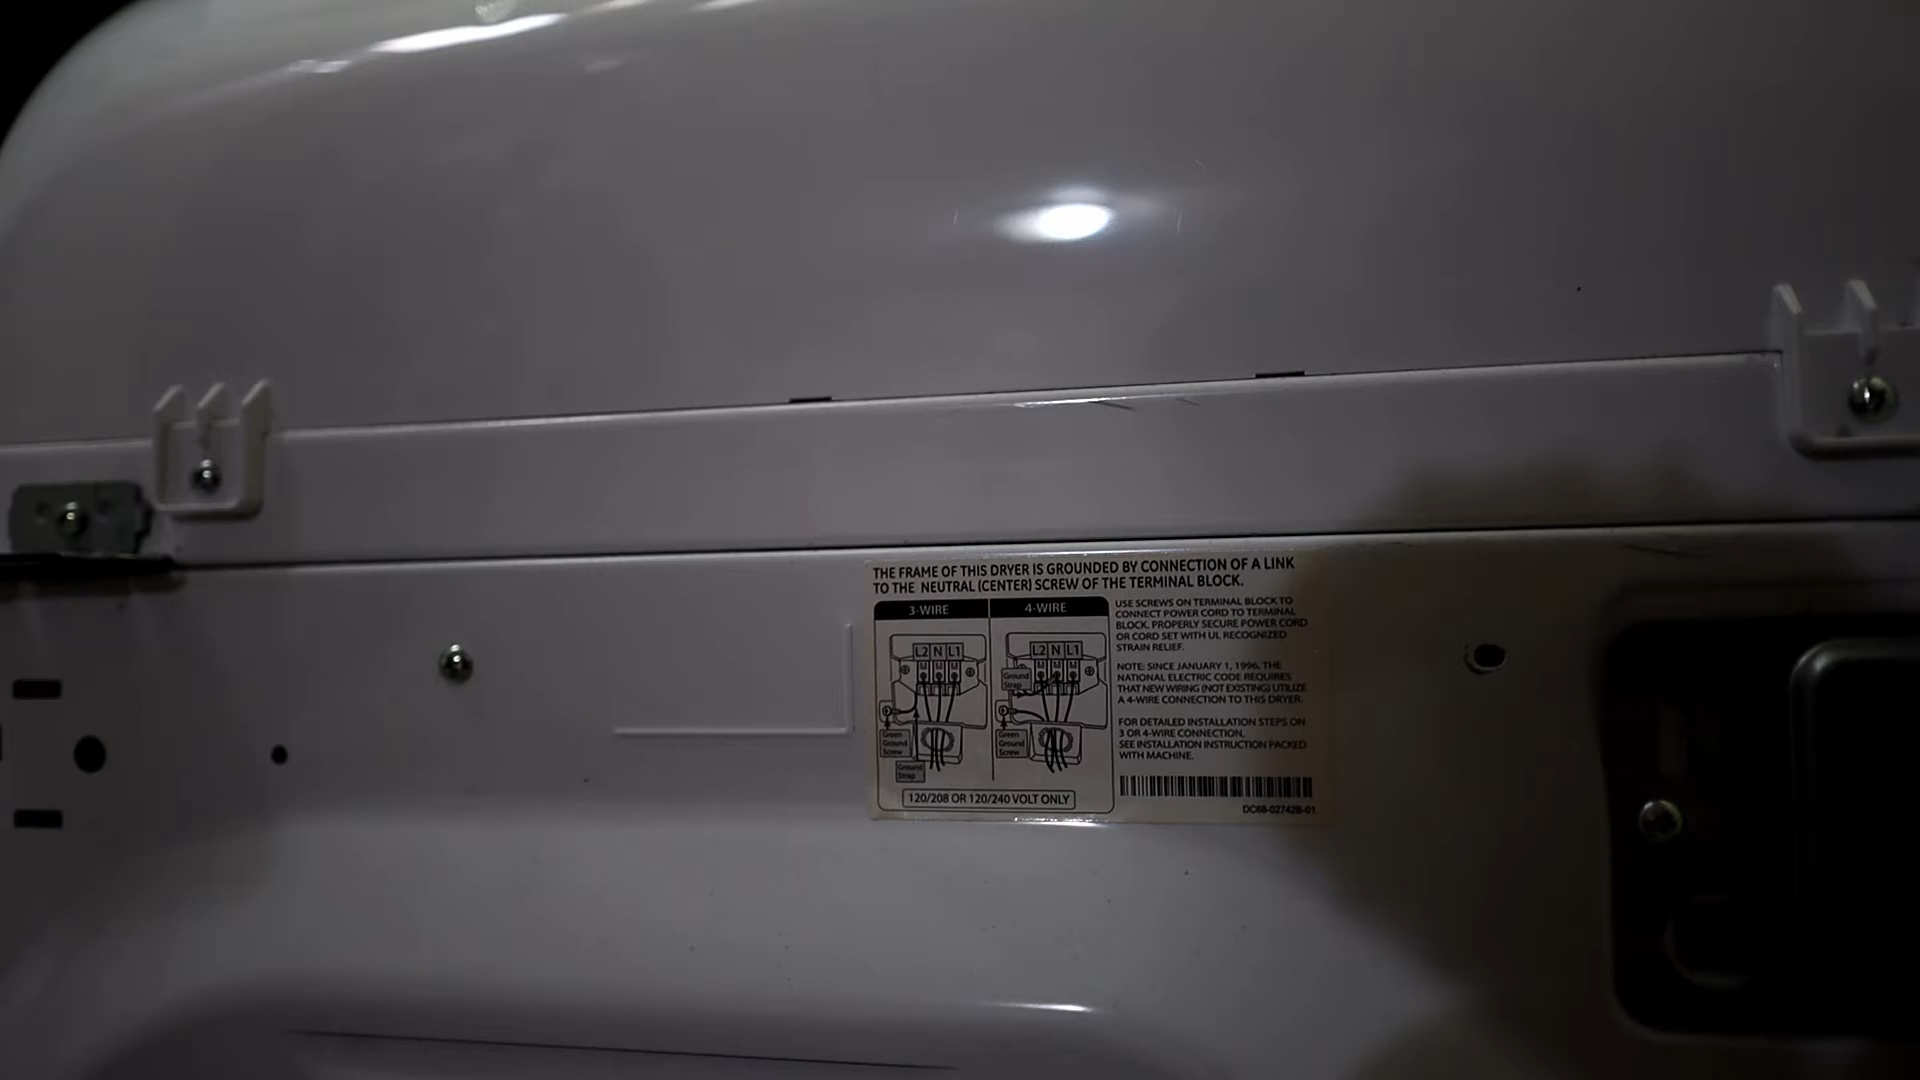 THE FRAME OF THIS DRYER IS GROUNDED BY CONNECTION OF A LINK
TO THE NEUTRAL (CENTER) SCREW OF THE TERMINAL BLOCK.
3-WIRE
L2 N L1
Green
Ground
Screw
Ground
Strap
4-WIRE
L2 N L1
Ground
Strap
Green
Ground
Screw
120/208 OR 120/240 VOLT ONLY
USE SCREWS ON TERMINAL BLOCK TO
CONNECT POWER CORD TO TERMINAL
BLOCK. PROPERLY SECURE POWER CORD
OR CORD SET WITH UL RECOGNIZED
STRAIN RELIEF.
NOTE: SINCE JANUARY 1, 1996, THE
NATIONAL ELECTRIC CODE REQUIRES
THAT NEW WIRING (NOT EXISTING) UTILIZE
A 4-WIRE CONNECTION TO THIS DRYER.
FOR DETAILED INSTALLATION STEPS ON
3 OR 4-WIRE CONNECTION,
SEE INSTALLATION INSTRUCTION PACKED
WITH MACHINE.
DC68-02742B-01